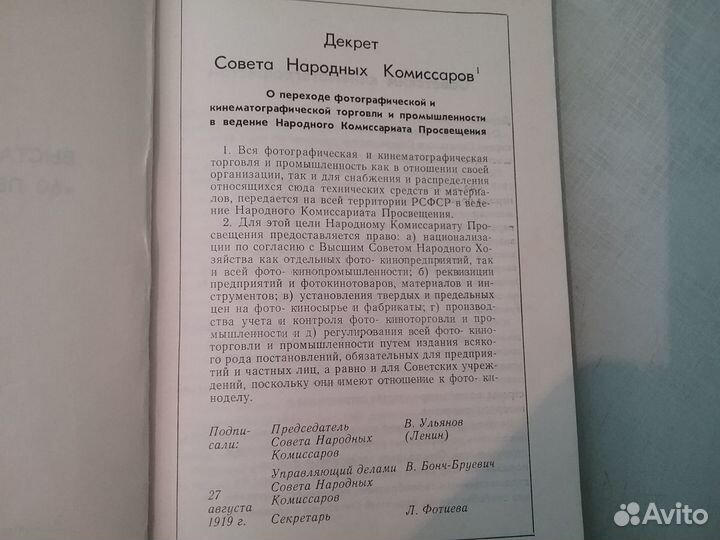 Декрет
Совета Народных Комиссаров¹
О переходе фотографической и
кинематографической торговли и промышленности
в ведение Народного Комиссариата Просвещения
1. Вся фотографическая и кинематографическая
торговля и промышленность как в отношении своей
организации, так и для снабжения и распределения
относящихся сюда технических средств и материа-
лов, передается на всей территории РСФСР в веде-
ние Народного Комиссариата Просвещения.
2. Для этой цели Народному Комиссариату Про-
свещения предоставляется право: а) национализации
по согласию с Высшим Советом Народного Хо-
зяйства как отдельных фото- кинопредприятий, так
и всей фото- кинопромышленности; б) реквизиции
предприятий и фотокинотоваров, материалов и ин-
струментов; в) установления твердых и предельных
цен на фото- киносырье и фабрикаты; г) производ-
ства учета и контроля фото- киноторговли и про-
мышленности и д) регулирования всей фото- кино-
торговли и промышленности путем издания всяко-
го рода постановлений, обязательных для предприя-
тий и частных лиц, а равно и для Советских учреж-
дений, поскольку они имеют отношение к фото- ки-
ноделу.
Подпи- Председатель В. Ульянов
сали: Совета Народных (Ленин)
Комиссаров
Управляющий делами В. Бонч-Бруевич
Совета Народных
27 Комиссаров
августа
1919 г. Секретарь Л. Фотиева
ВЫСТА
Avito